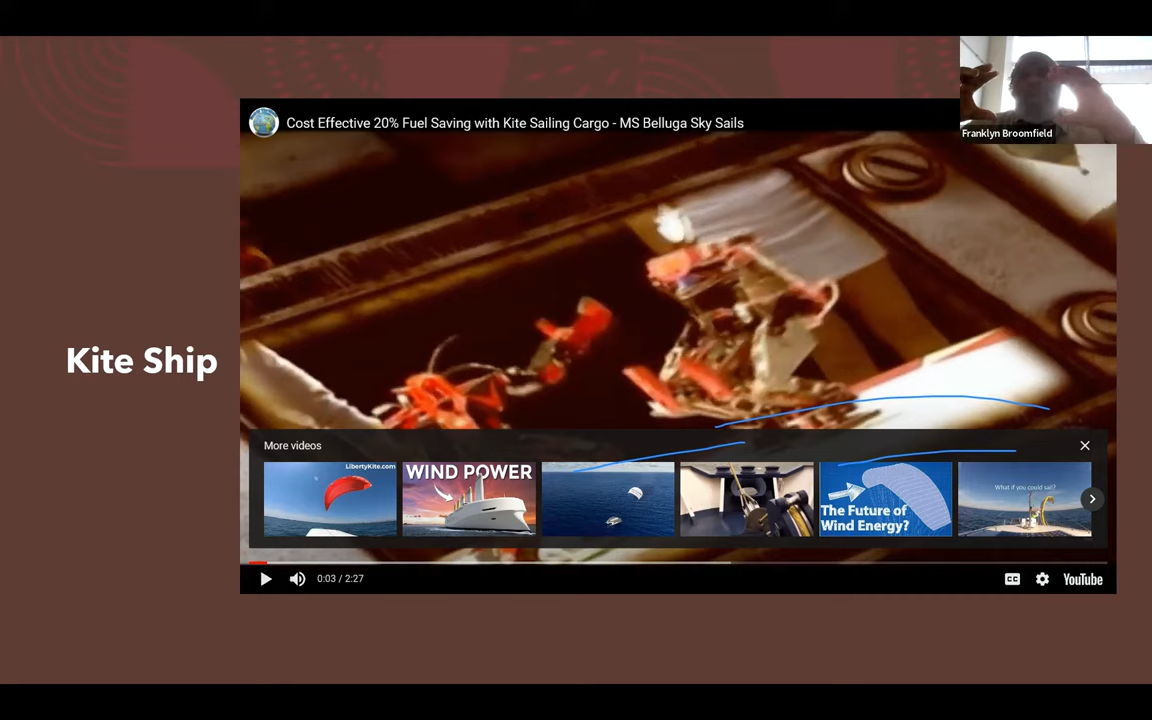 Cost Effective 20% Fuel Saving with Kite Sailing Cargo - MS Belluga Sky Sails
Franklyn Broomfield
Kite Ship
More videos
LibertyKite.com
WIND POWER
The Future of
Wind Energy?
What if you could sail?
0:03 / 2:27
CC
YouTube